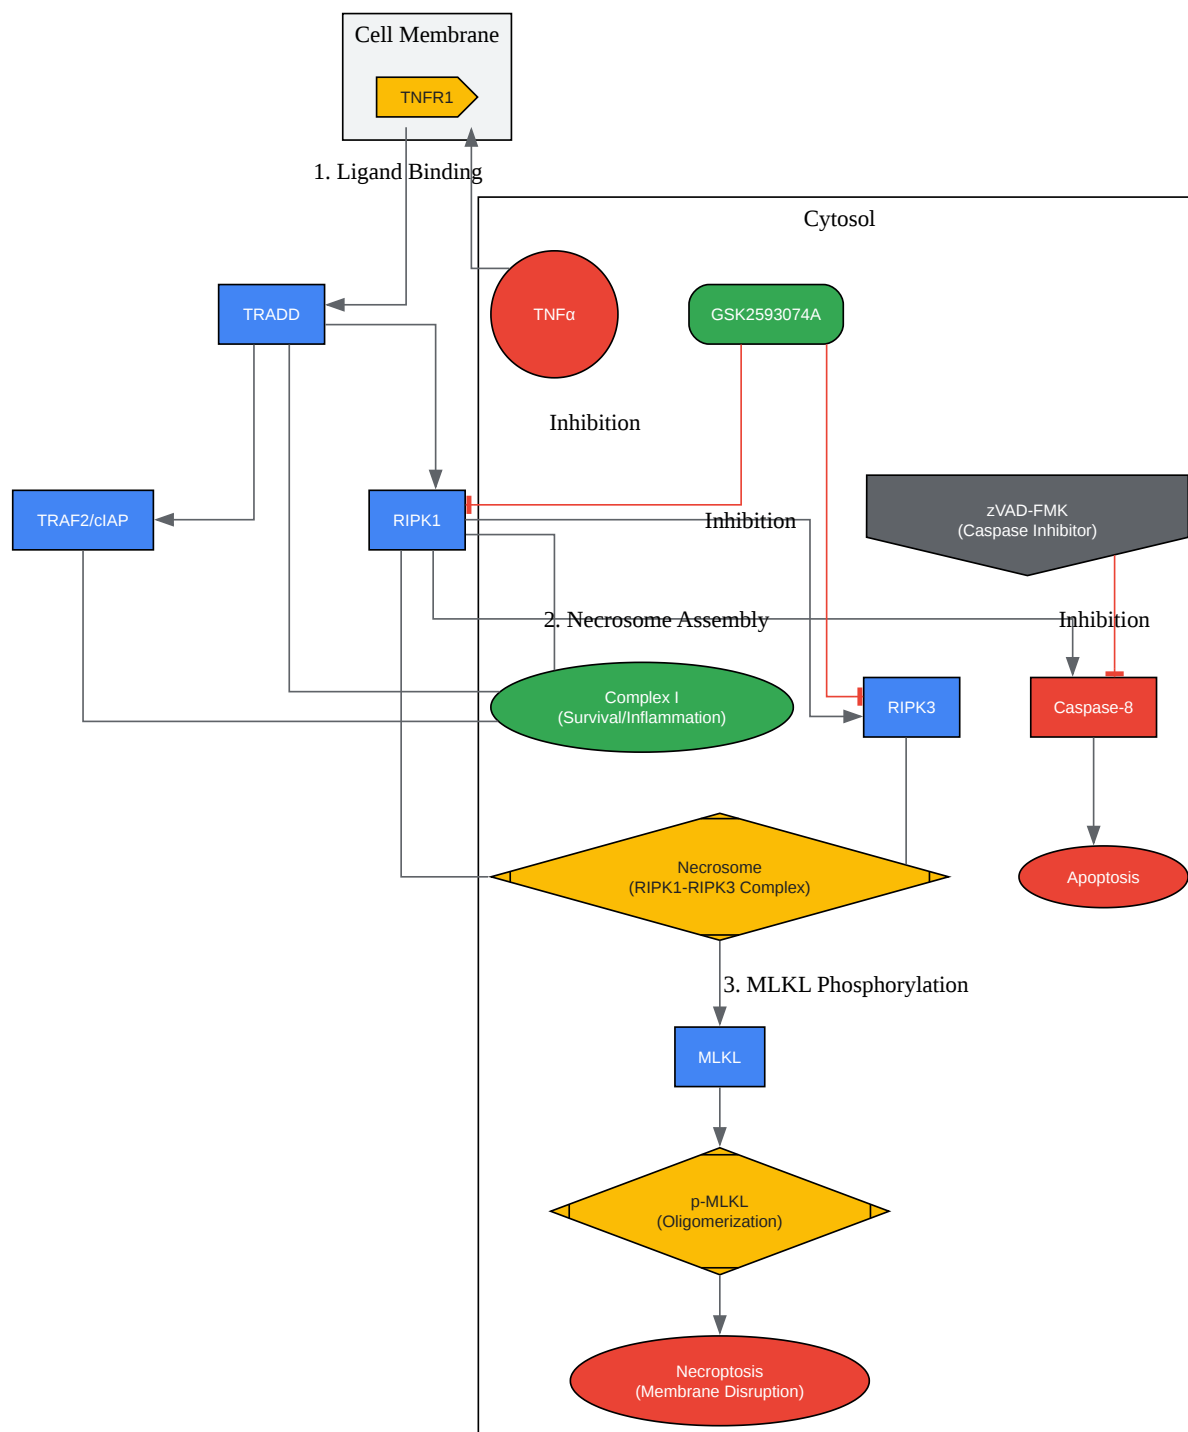 Cell Membrane
TNFR1
1. Ligand Binding
Cytosol
TRADD
TNFα
GSK2593074A
Inhibition
TRAF2/cIAP
RIPK1
Inhibition
zVAD-FMK
(Caspase Inhibitor)
2. Necrosome Assembly
Inhibition
Complex I
(Survival/Inflammation)
RIPK3
Caspase-8
Necrosome
(RIPK1-RIPK3 Complex)
Apoptosis
3. MLKL Phosphorylation
MLKL
p-MLKL
(Oligomerization)
Necroptosis
(Membrane Disruption)